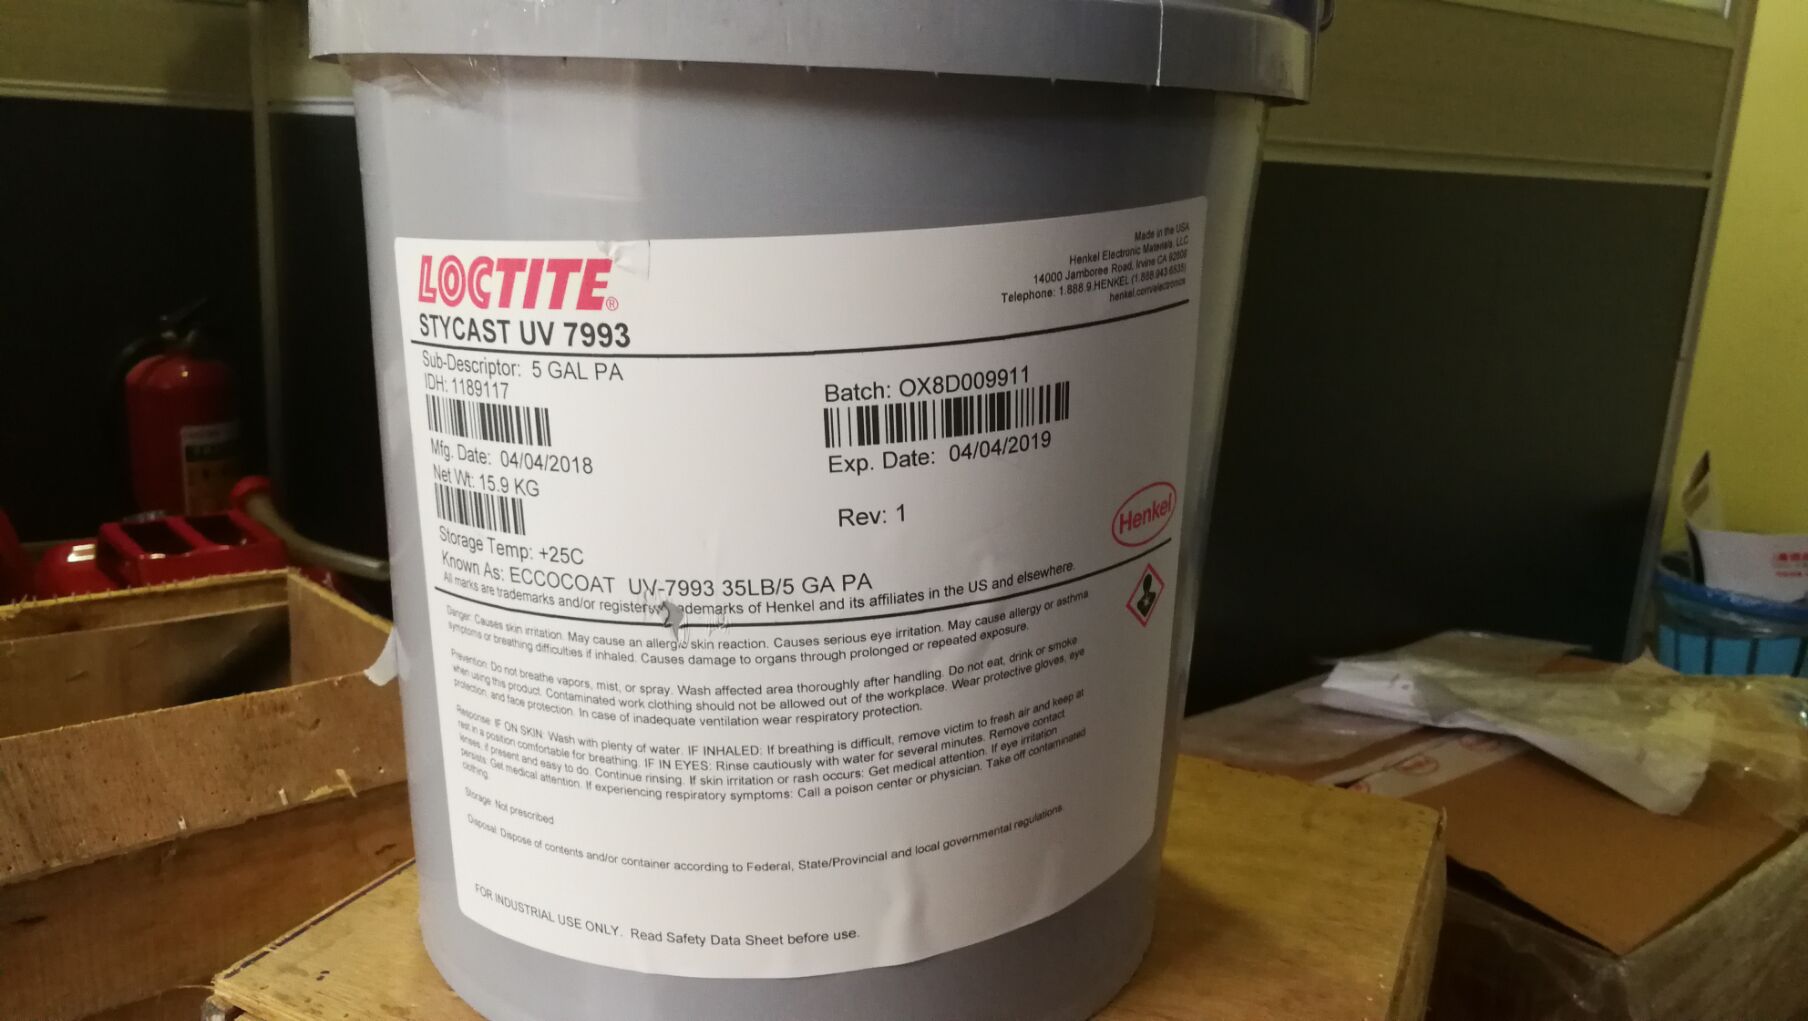 LOCTITE®
STYCAST UV 7993
Made in the USA
Henkel Electronic Materials, LLC
14000 Jamboree Road, Irvine CA 92606
Telephone: 1.888.9.HENKEL (1.888.943.6535)
henkel.com/electronics
Sub-Descriptor: 5 GAL PA
IDH: 1189117
Mfg. Date: 04/04/2018
Net Wt: 15.9 KG
Storage Temp: +25C
Batch: OX8D009911
Exp. Date: 04/04/2019
Rev: 1
Henkel
Known As: ECCOCOAT UV-7993 35LB/5 GA PA
All marks are trademarks and/or registered trademarks of Henkel and its affiliates in the US and elsewhere.
Danger: Causes skin irritation. May cause an allergic skin reaction. Causes serious eye irritation. May cause allergy or asthma
symptoms or breathing difficulties if inhaled. Causes damage to organs through prolonged or repeated exposure.
Prevention: Do not breathe vapors, mist, or spray. Wash affected area thoroughly after handling. Do not eat, drink or smoke
when using this product. Contaminated work clothing should not be allowed out of the workplace. Wear protective gloves, eye
protection, and face protection. In case of inadequate ventilation wear respiratory protection.
Response: IF ON SKIN: Wash with plenty of water. IF INHALED: If breathing is difficult, remove victim to fresh air and keep at
rest in a position comfortable for breathing. IF IN EYES: Rinse cautiously with water for several minutes. Remove contact
lenses, if present and easy to do. Continue rinsing. If skin irritation or rash occurs: Get medical attention. If eye irritation
persists: Get medical attention. If experiencing respiratory symptoms: Call a poison center or physician. Take off contaminated
clothing.
Storage: Not prescribed
Disposal: Dispose of contents and/or container according to Federal, State/Provincial and local governmental regulations.
FOR INDUSTRIAL USE ONLY. Read Safety Data Sheet before use.